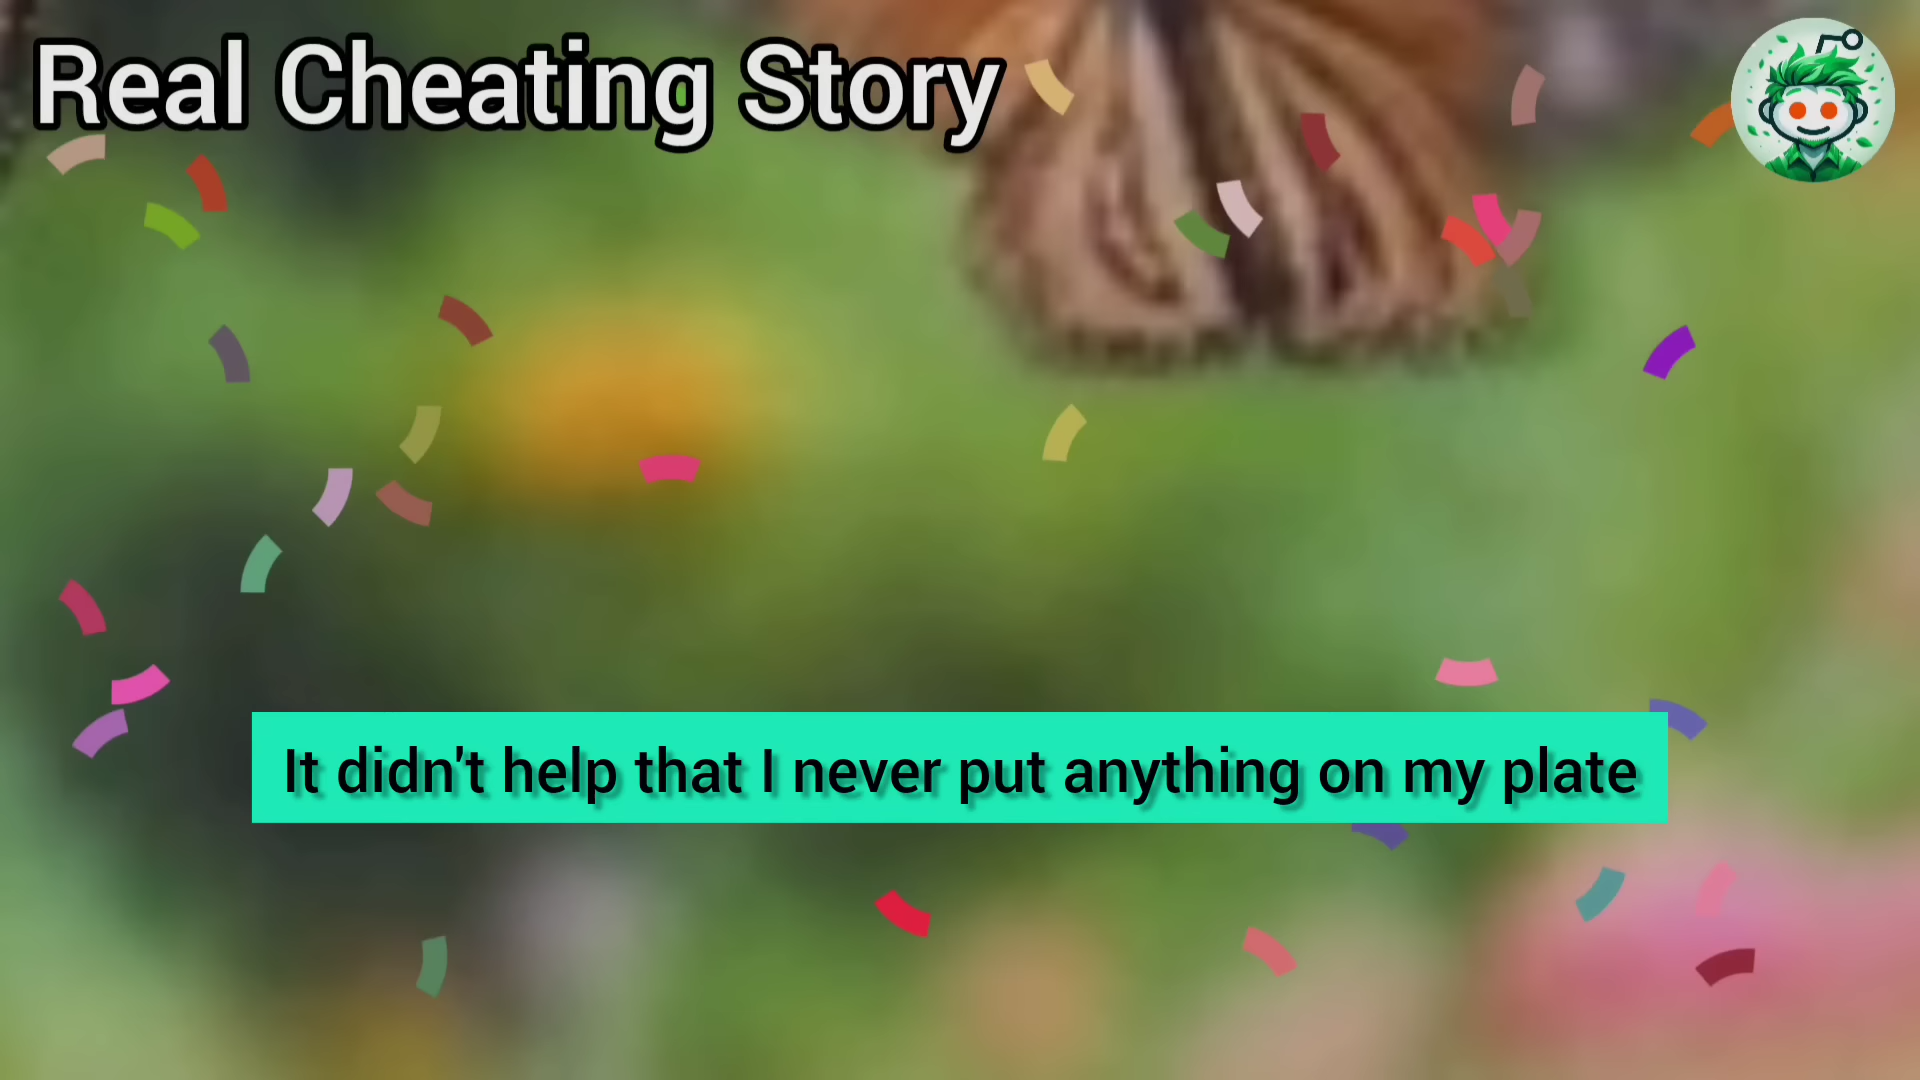 Real Cheating Story
It didn't help that I never put anything on my plate